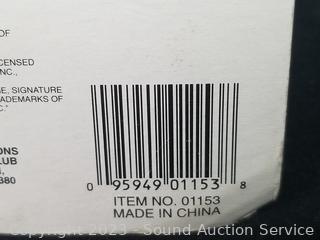 OF
CENSED
INC.,
E, SIGNATURE
ADEMARKS OF
C.
ONS
LUB
380
0 95949 01153 8
ITEM NO. 01153
MADE IN CHINA
Copyright 2023 - Sound Auction Service